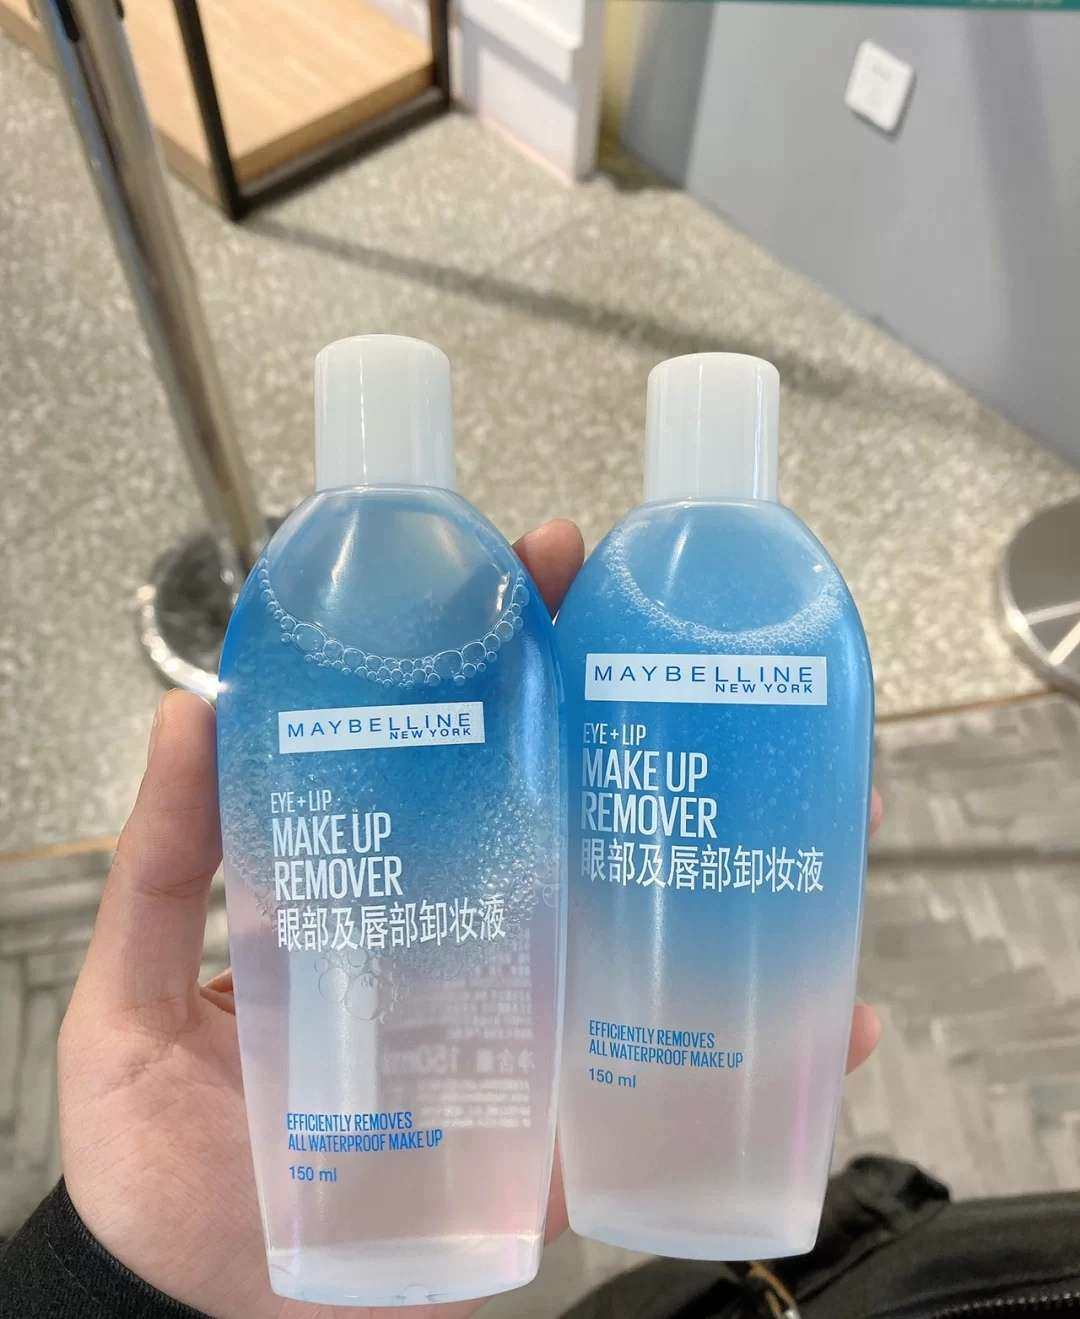 MAYBELLINE
NEW YORK
EYE + LIP
MAKE UP
REMOVER
眼部及唇部卸妆液
EFFICIENTLY REMOVES
ALL WATERPROOF MAKE UP
150 ml
MAYBELLINE
NEW YORK
EYE + LIP
MAKE UP
REMOVER
眼部及唇部卸妆液
EFFICIENTLY REMOVES
ALL WATERPROOF MAKE UP
150 ml